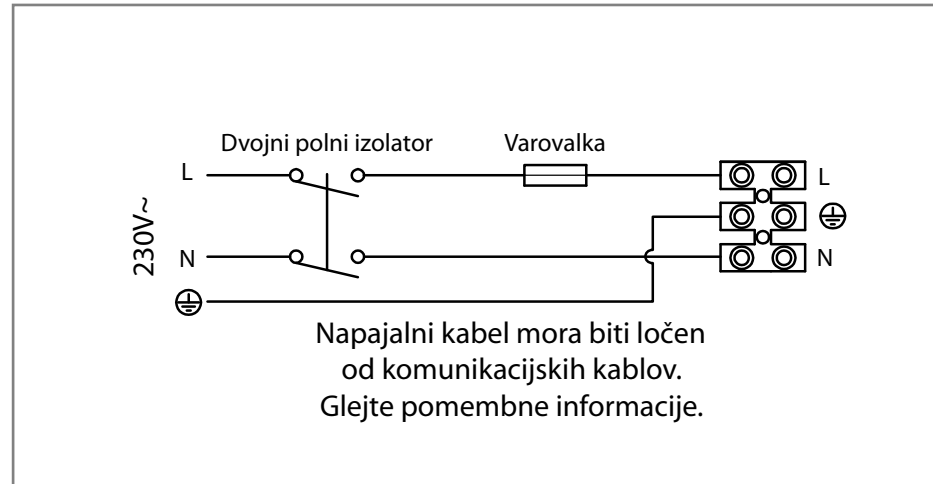 Dvojni polni izolator
Varovalka
L
L
230V~
N
N
Napajalni kabel mora biti ločen
od komunikacijskih kablov.
Glejte pomembne informacije.